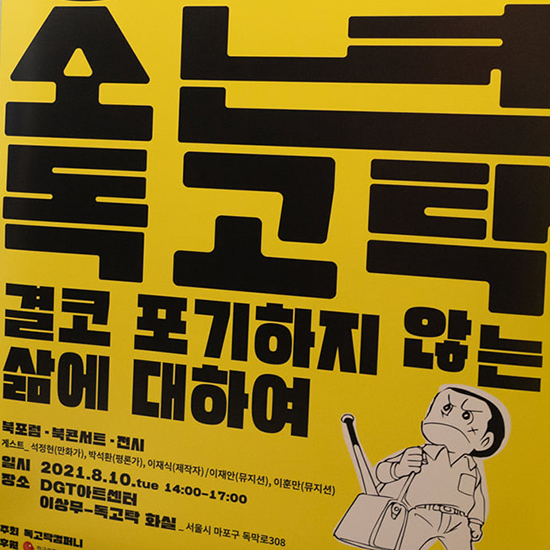 소년
독고탁
결코 포기하지 않는
삶에 대하여
북포럼 · 북콘서트 · 전시
게스트_ 석정현(만화가), 박석환(평론가), 이재식(제작자)/이재안(뮤지션), 이훈만(뮤지션)
일시 2021.8.10.tue 14:00-17:00
장소 DGT아트센터
이상무-독고탁 화실_ 서울시 마포구 독막로308
주최 독고탁컴퍼니
후원